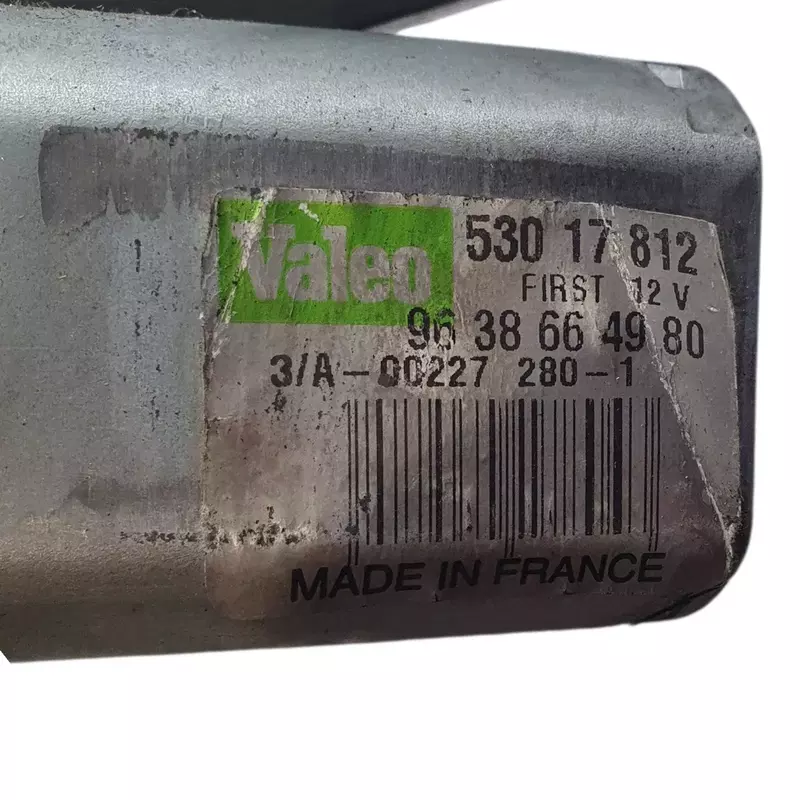 Valeo 530 17 812
FIRST 12 V
96 38 66 49 80
3/A-00227 280-1
MADE IN FRANCE